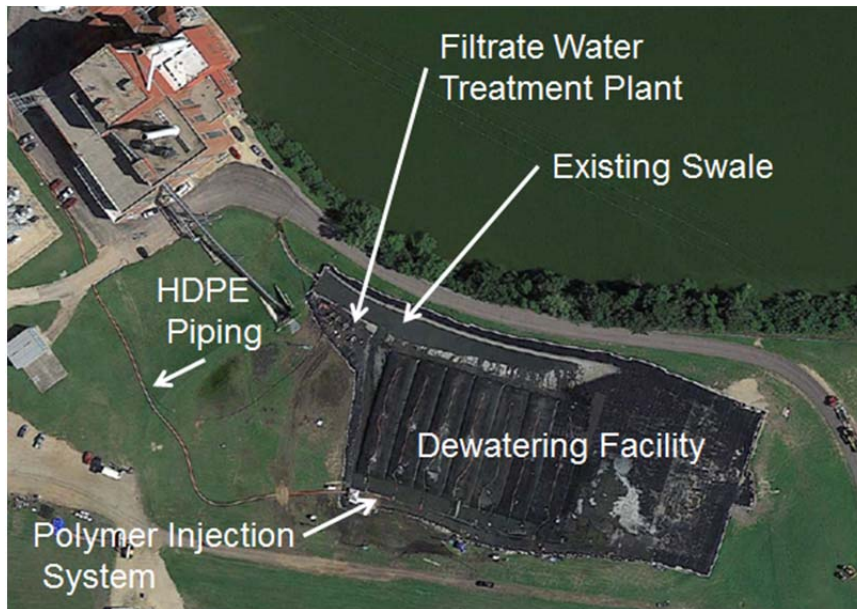 Filtrate Water
Treatment Plant
Existing Swale
HDPE
Piping
Dewatering Facility
Polymer Injection
System